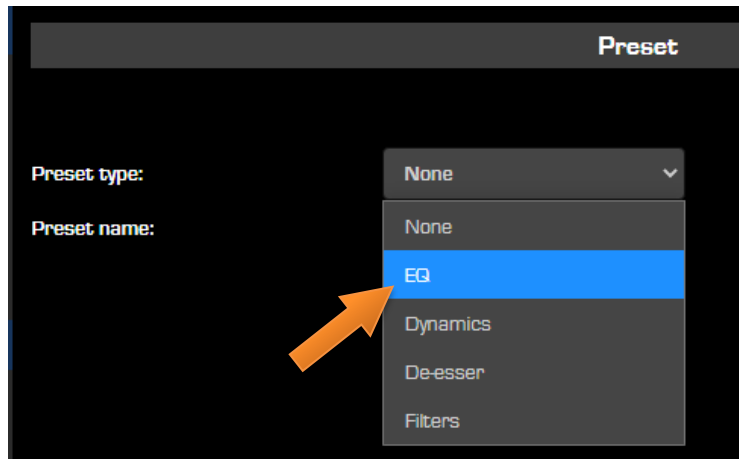 Preset
Preset type:
None
Preset name:
None
EQ
Dynamics
De-esser
Filters